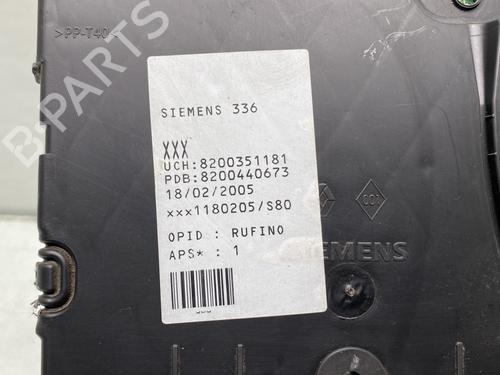 >PP-T40<
B-PARTS
SIEMENS 336
XXX
UCH:8200351181
PDB:8200440673
18/02/2005
xxx1180205/S80
OPID : RUFINO
APS* : 1
SIEMENS